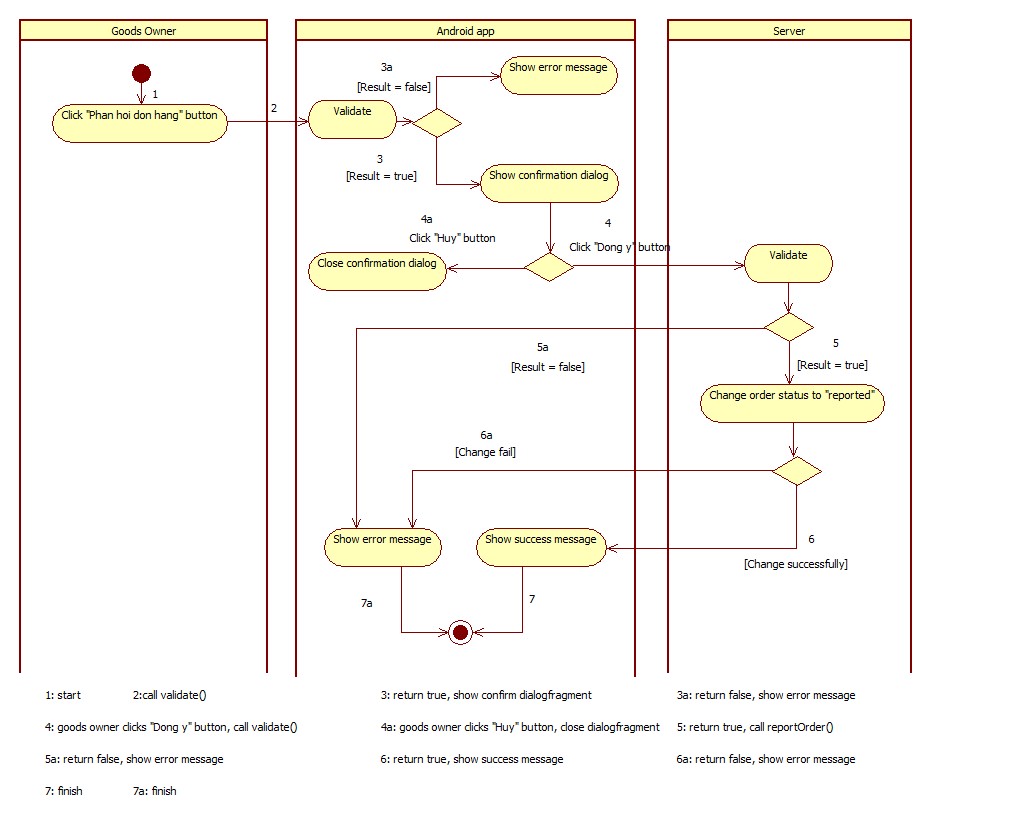 Goods Owner
Android app
Server
3a
Show error message
[Result = false]
1
2
Click "Phan hoi don hang" button
Validate
3
[Result = true]
Show confirmation dialog
4a
4
Click "Huy" button
Click "Dong y" button
Close confirmation dialog
Validate
5
5a
[Result = false]
[Result = true]
Change order status to "reported"
6a
[Change fail]
Show error message
Show success message
6
[Change successfully]
7a
7
1: start 2:call validate() 3: return true, show confirm dialogfragment 3a: return false, show error message
4: goods owner clicks "Dong y" button, call validate() 4a: goods owner clicks "Huy" button, close dialogfragment 5: return true, call reportOrder()
5a: return false, show error message 6: return true, show success message 6a: return false, show error message
7: finish 7a: finish